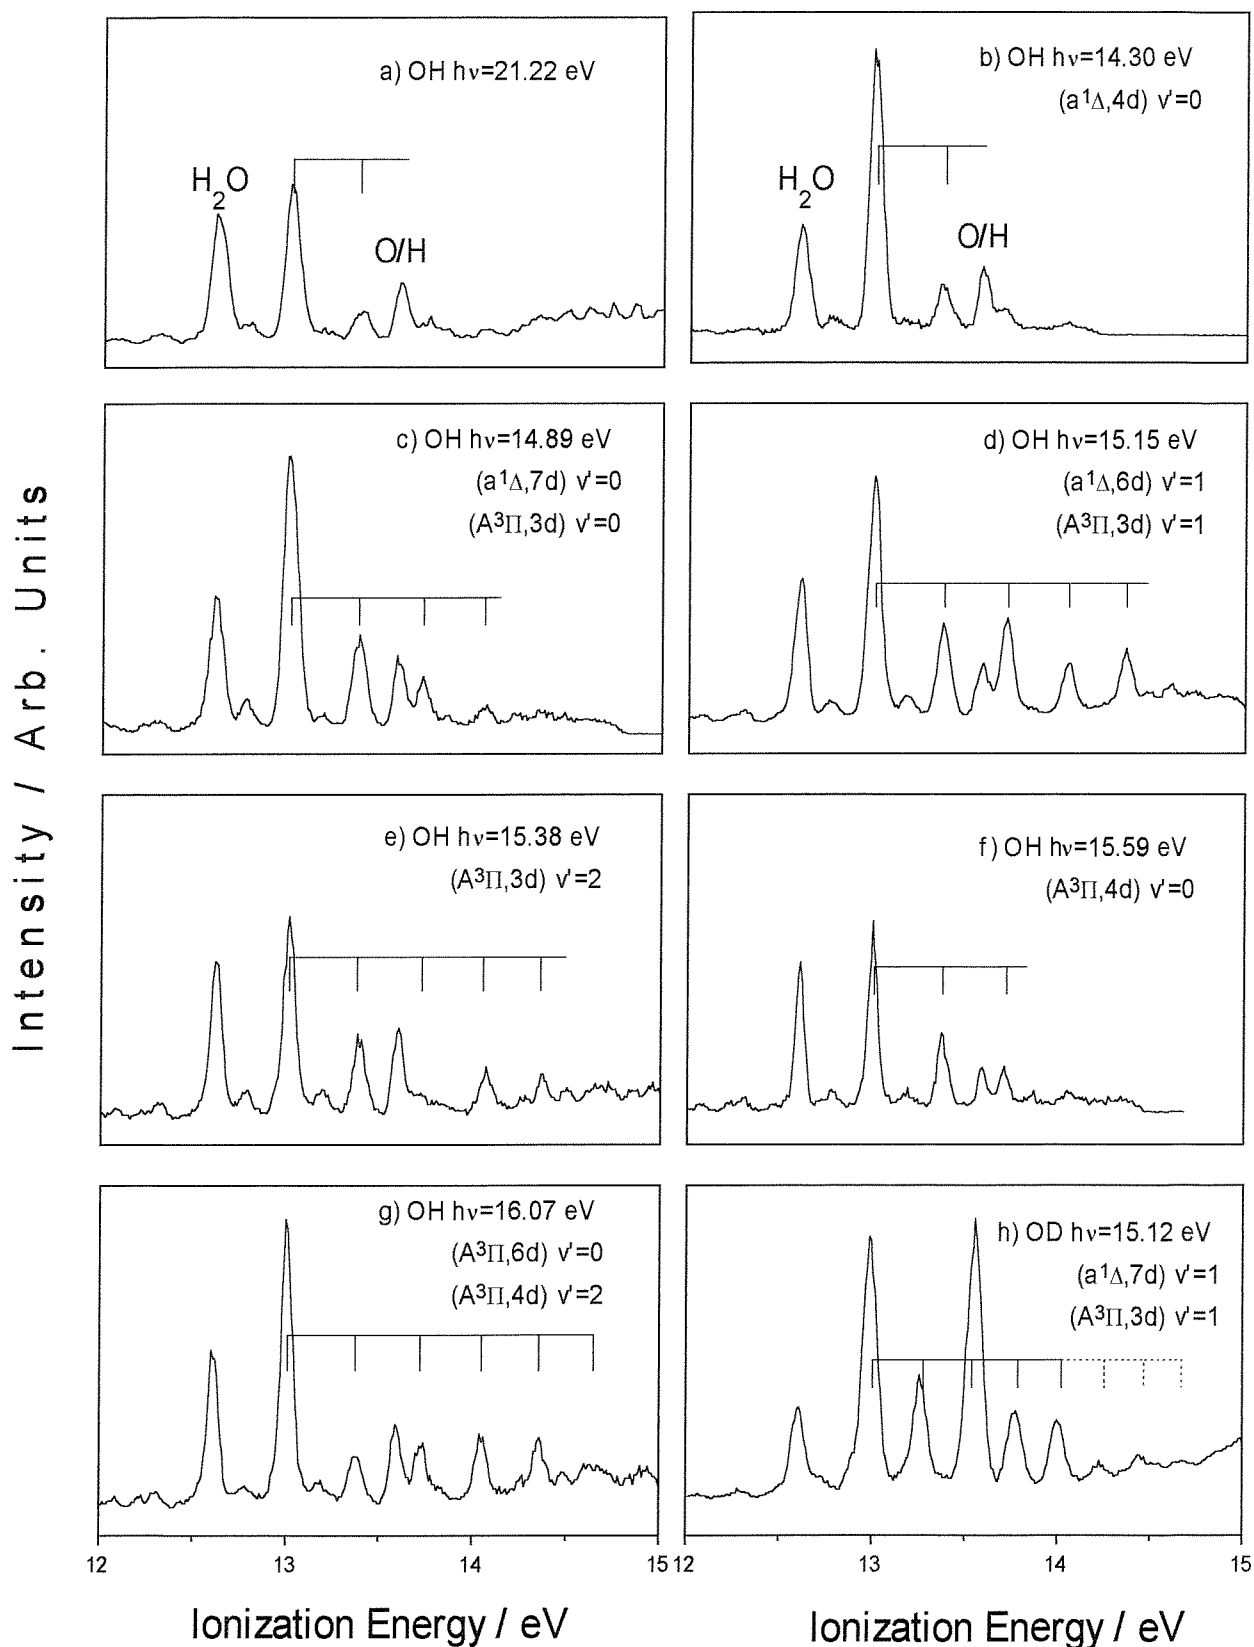 Intensity / Arb. Units
a) OH hν=21.22 eV
H₂O
O/H
b) OH hν=14.30 eV
(a¹Δ,4d) v'=0
H₂O
O/H
c) OH hν=14.89 eV
(a¹Δ,7d) v'=0
(A³Π,3d) v'=0
d) OH hν=15.15 eV
(a¹Δ,6d) v'=1
(A³Π,3d) v'=1
e) OH hν=15.38 eV
(A³Π,3d) v'=2
f) OH hν=15.59 eV
(A³Π,4d) v'=0
g) OH hν=16.07 eV
(A³Π,6d) v'=0
(A³Π,4d) v'=2
h) OD hν=15.12 eV
(a¹Δ,7d) v'=1
(A³Π,3d) v'=1
12 13 14 15 12 13 14 15
Ionization Energy / eV
Ionization Energy / eV